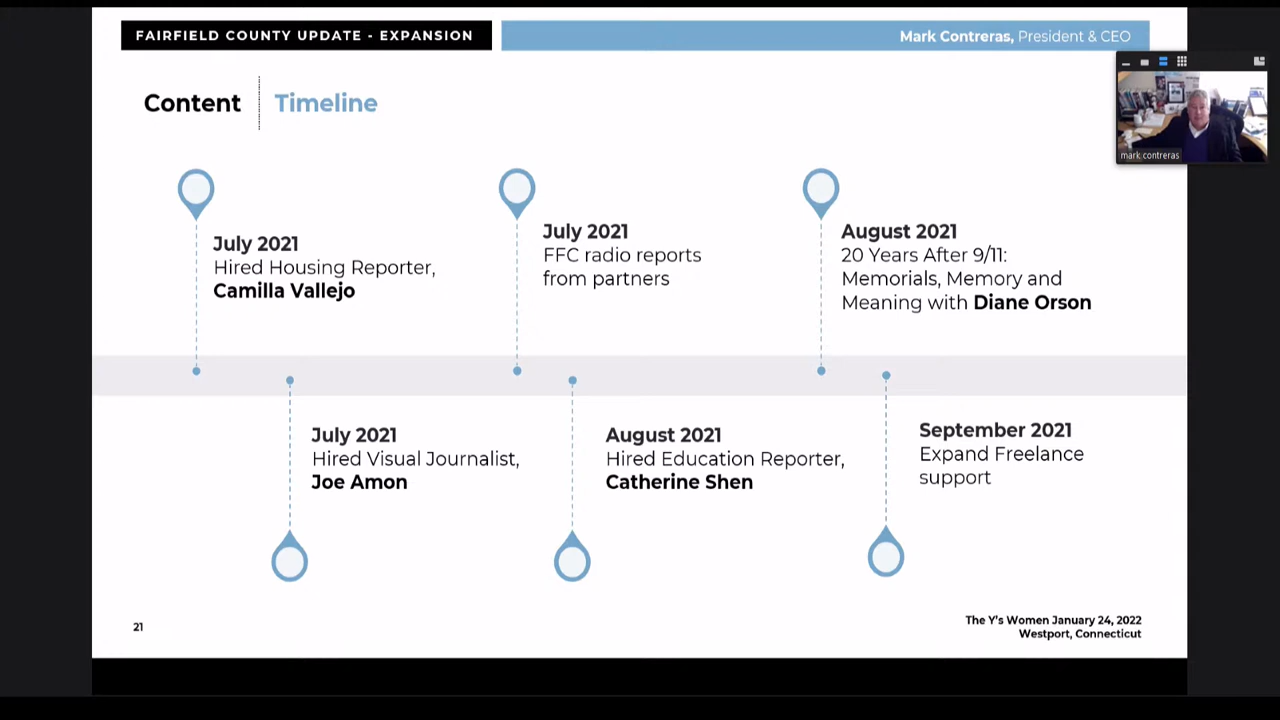 FAIRFIELD COUNTY UPDATE - EXPANSION
Mark Contreras, President & CEO
Content
Timeline
mark contreras
July 2021
Hired Housing Reporter,
Camilla Vallejo
July 2021
FFC radio reports
from partners
August 2021
20 Years After 9/11:
Memorials, Memory and
Meaning with Diane Orson
July 2021
Hired Visual Journalist,
Joe Amon
August 2021
Hired Education Reporter,
Catherine Shen
September 2021
Expand Freelance
support
21
The Y's Women January 24, 2022
Westport, Connecticut